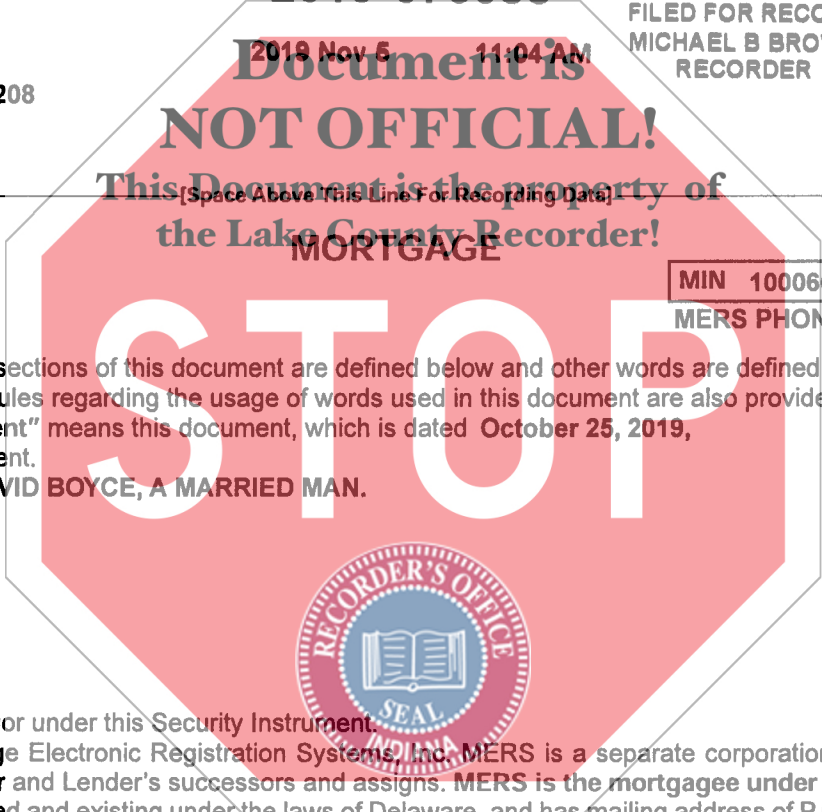 FILED FOR RECO
2019 Nov 5 11:04 AM
MICHAEL B BROW
RECORDER
Document is
208
NOT OFFICIAL!
This Document is the property of
[Space Above This Line For Recording Data]
the Lake County Recorder!
MORTGAGE
MIN 10006
MERS PHON
STOP
sections of this document are defined below and other words are defined
ules regarding the usage of words used in this document are also provide
ent” means this document, which is dated October 25, 2019,
ent.
VID BOYCE, A MARRIED MAN.
RECORDER'S OFFICE
SEAL
INDIANA
or under this Security Instrument.
ge Electronic Registration Systems, Inc. MERS is a separate corporation
r and Lender's successors and assigns. MERS is the mortgagee under
ed and existing under the laws of Delaware, and has mailing address of P